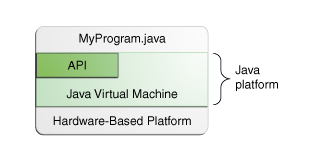 MyProgram.java
API
Java Virtual Machine
Hardware-Based Platform
Java
platform